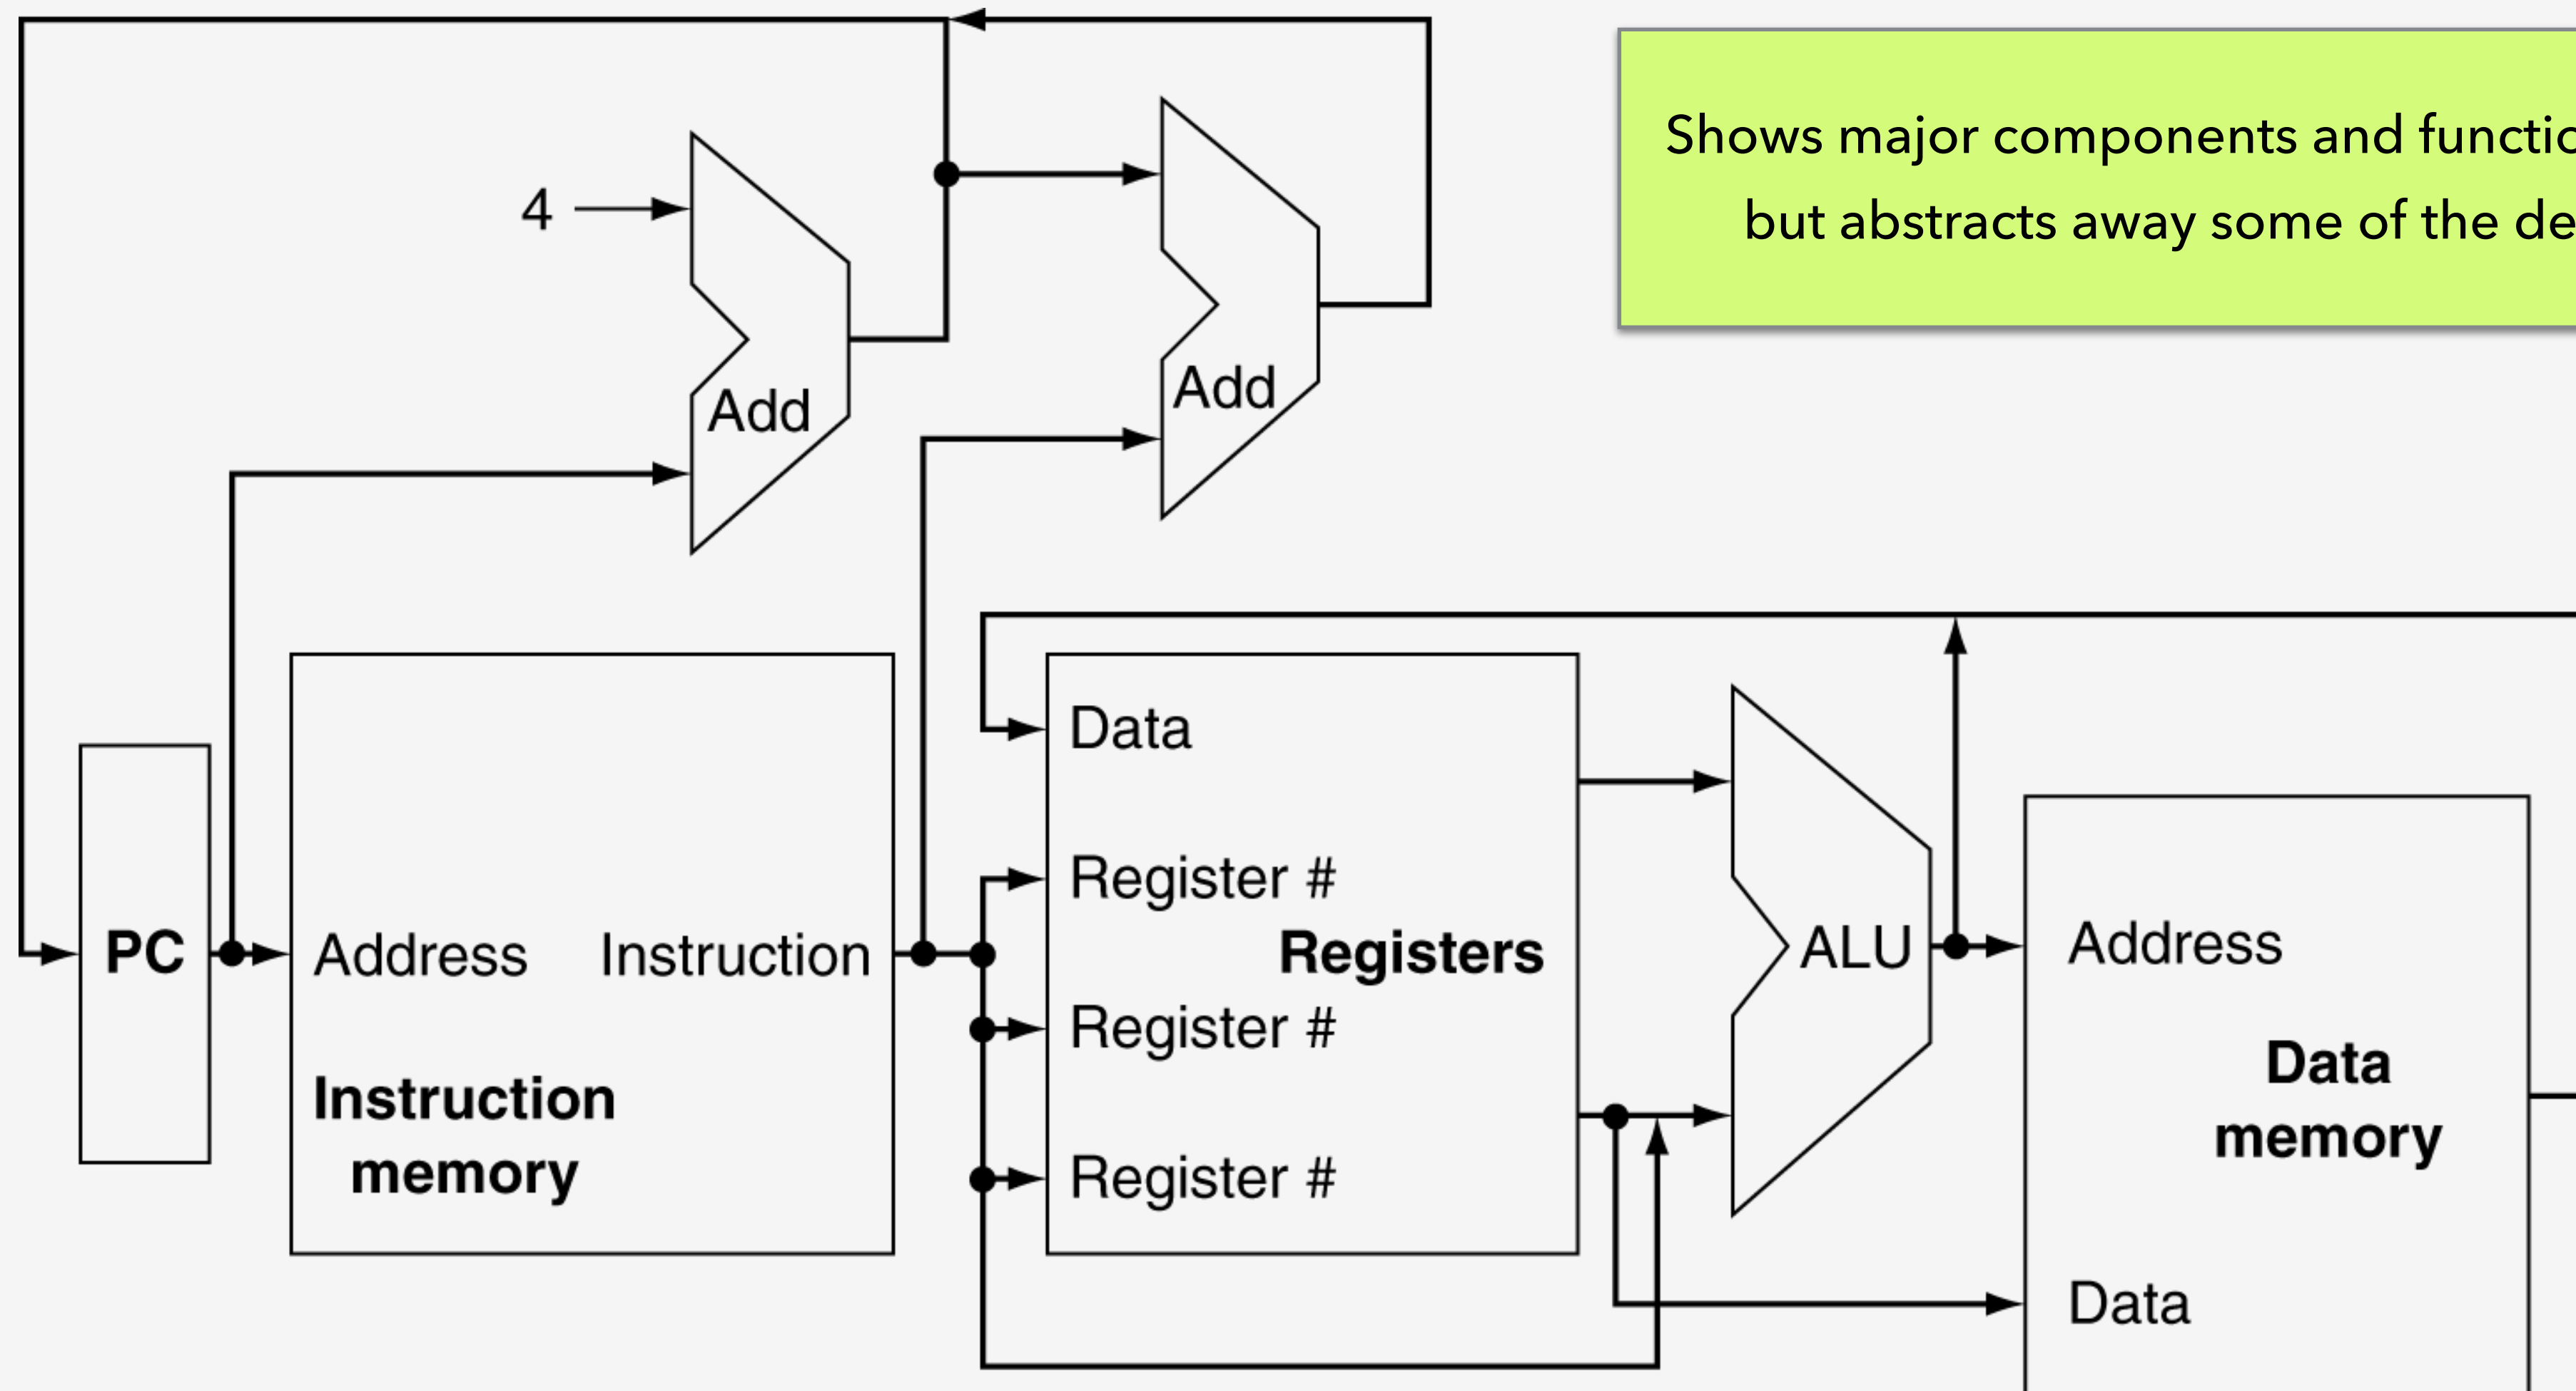 Shows major components and functio
but abstracts away some of the de
4
Add
Add
PC
Address
Instruction
Instruction
memory
Data
Register #
Registers
Register #
Register #
ALU
Address
Data
memory
Data